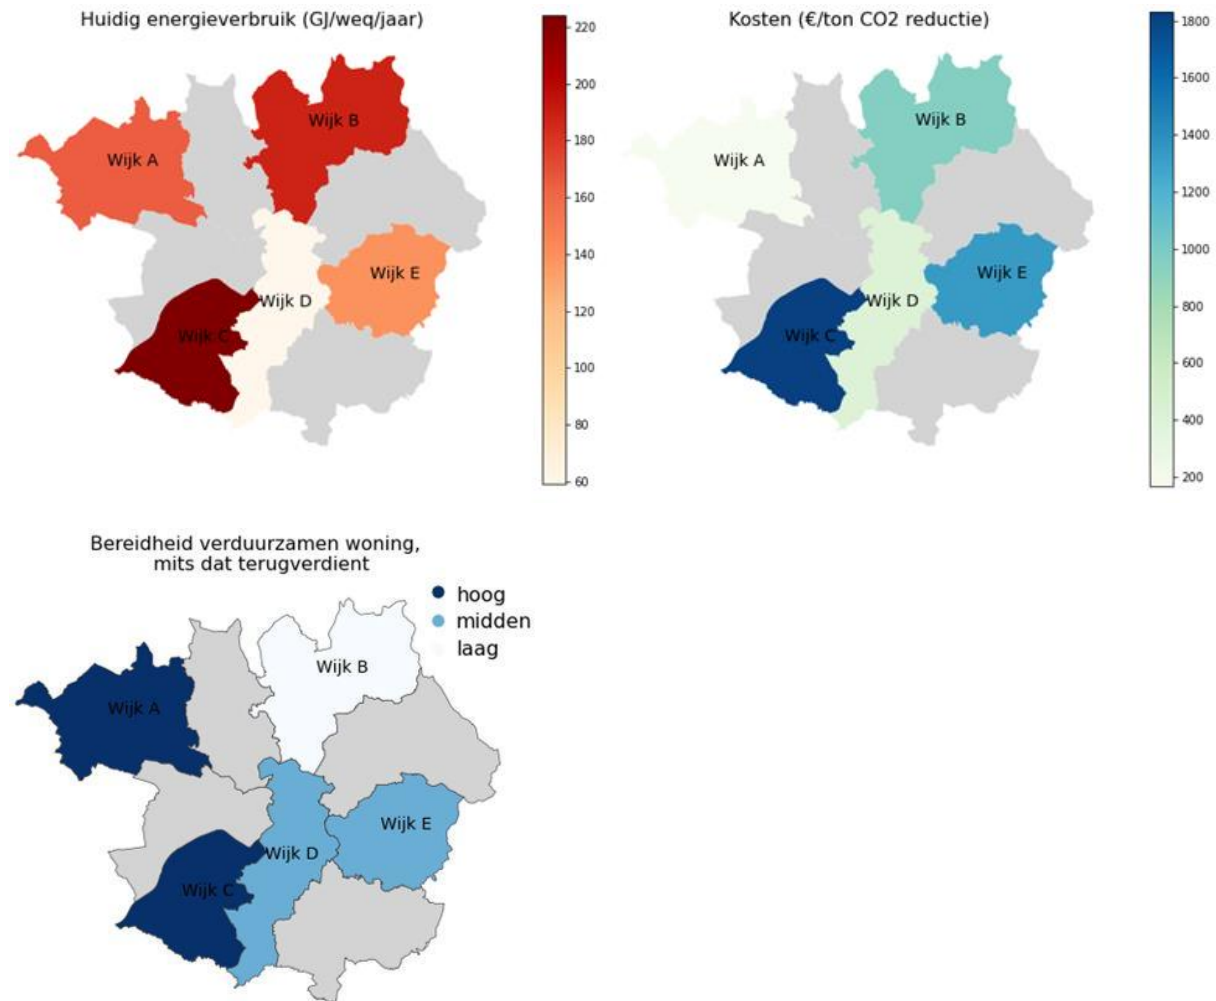 Huidig energieverbruik (GJ/weq/jaar)
Wijk A
Wijk B
Wijk C
Wijk D
Wijk E
220
200
180
160
140
120
100
80
60
Kosten (€/ton CO2 reductie)
Wijk A
Wijk B
Wijk C
Wijk D
Wijk E
1800
1600
1400
1200
1000
800
600
400
200
Bereidheid verduurzamen woning,
mits dat terugverdient
hoog
midden
laag
Wijk A
Wijk B
Wijk C
Wijk D
Wijk E